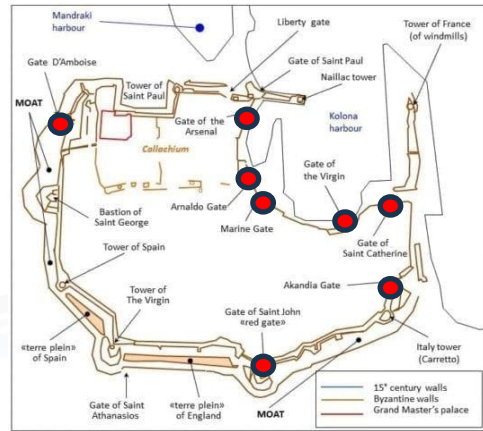 Mandraki
harbour
Liberty gate
Tower of France
(of windmills)
Gate D'Amboise
Tower of
Saint Paul
Gate of Saint Paul
Naillac tower
MOAT
Gate of the
Arsenal
Kolona
harbour
Collachium
Gate of
the Virgin
Arnaldo Gate
Marine Gate
Bastion of
Saint George
Gate of
Saint Catherine
Tower of Spain
Akandia Gate
Tower of
The Virgin
Gate of Saint John
«red gate»
«terre plein»
of Spain
Italy tower
(Carretto)
Gate of Saint
Athanasios
«terre plein»
of England
MOAT
15° century walls
Byzantine walls
Grand Master's palace